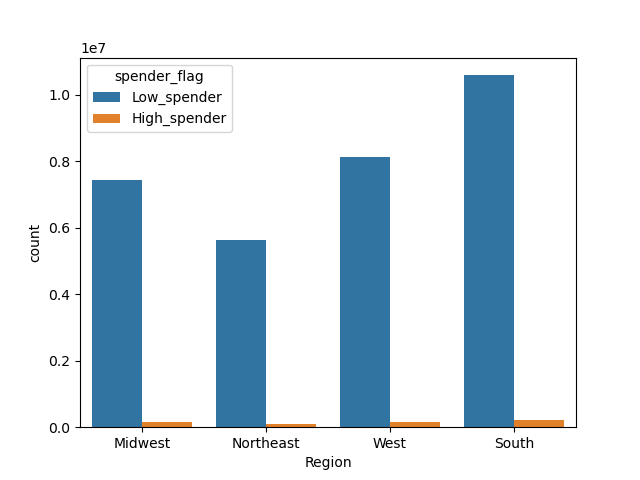 1e7
spender_flag
Low_spender
High_spender
1.0
0.8
0.6
0.4
0.2
0.0
count
Midwest Northeast West South
Region